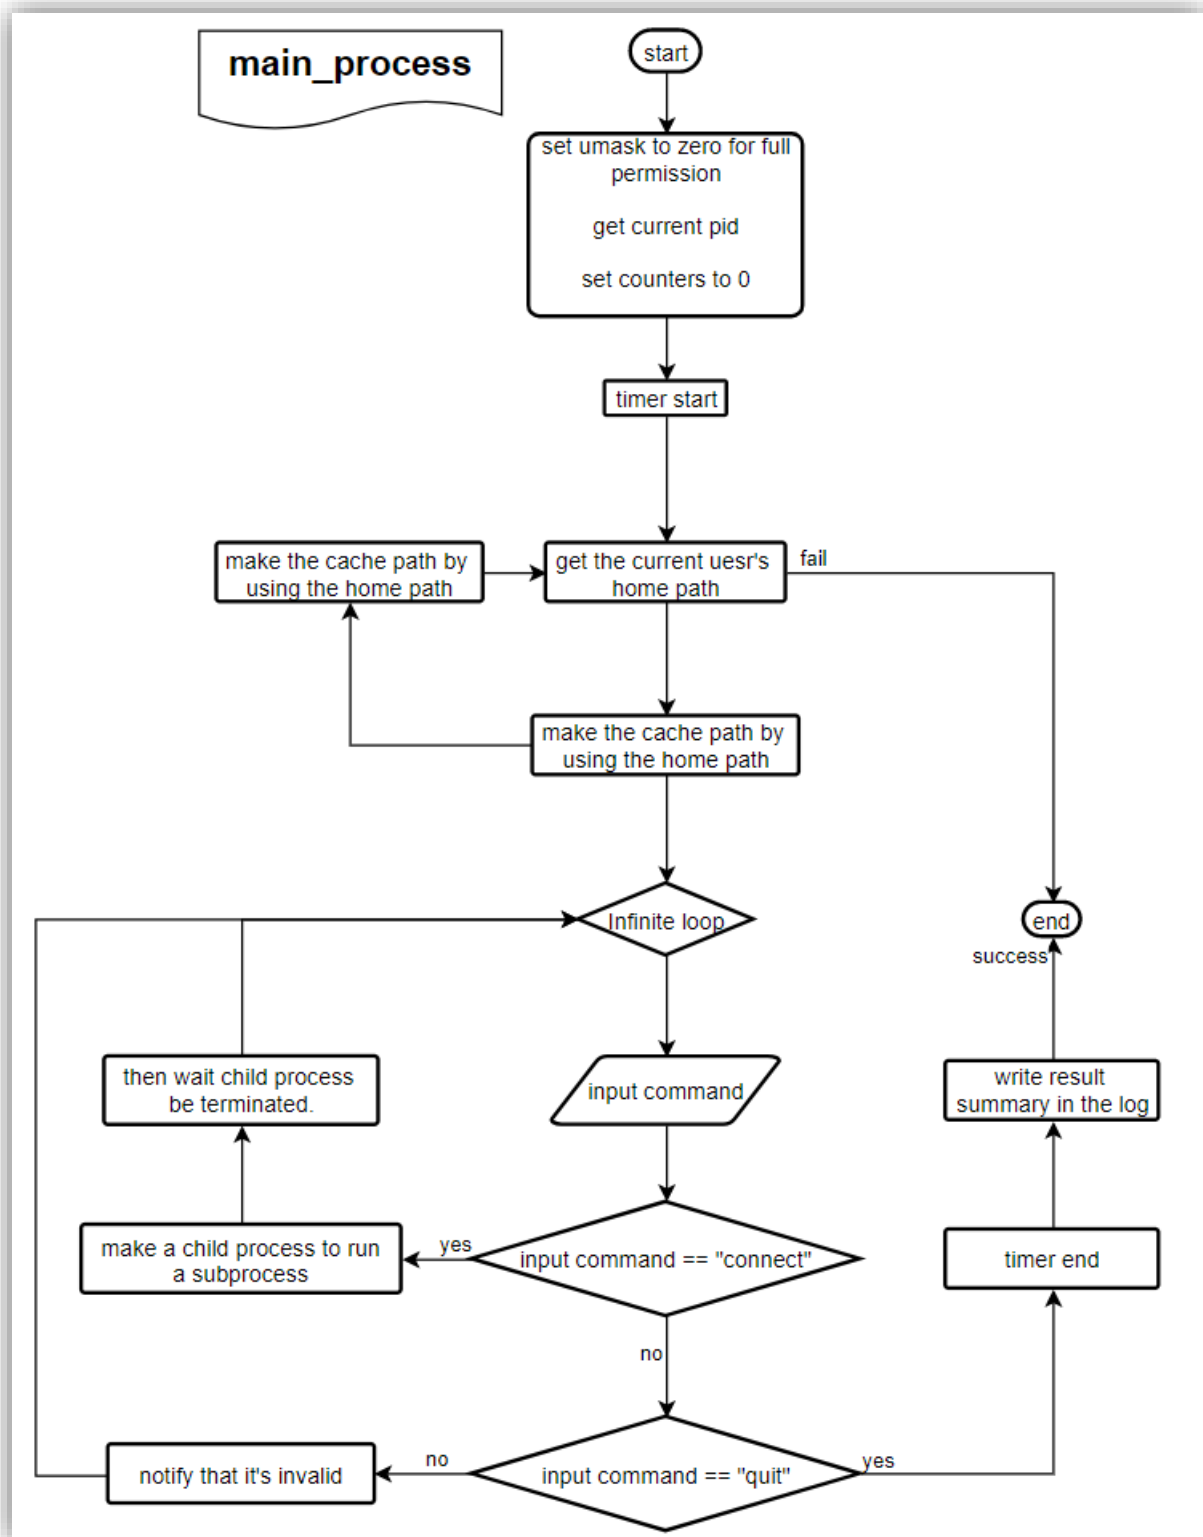 main_process
start
set umask to zero for full
permission
get current pid
set counters to 0
timer start
make the cache path by
using the home path
get the current uesr's
home path
fail
make the cache path by
using the home path
Infinite loop
end
success
then wait child process
be terminated.
input command
write result
summary in the log
make a child process to run
a subprocess
yes
input command == "connect"
timer end
no
notify that it's invalid
no
input command == "quit"
yes